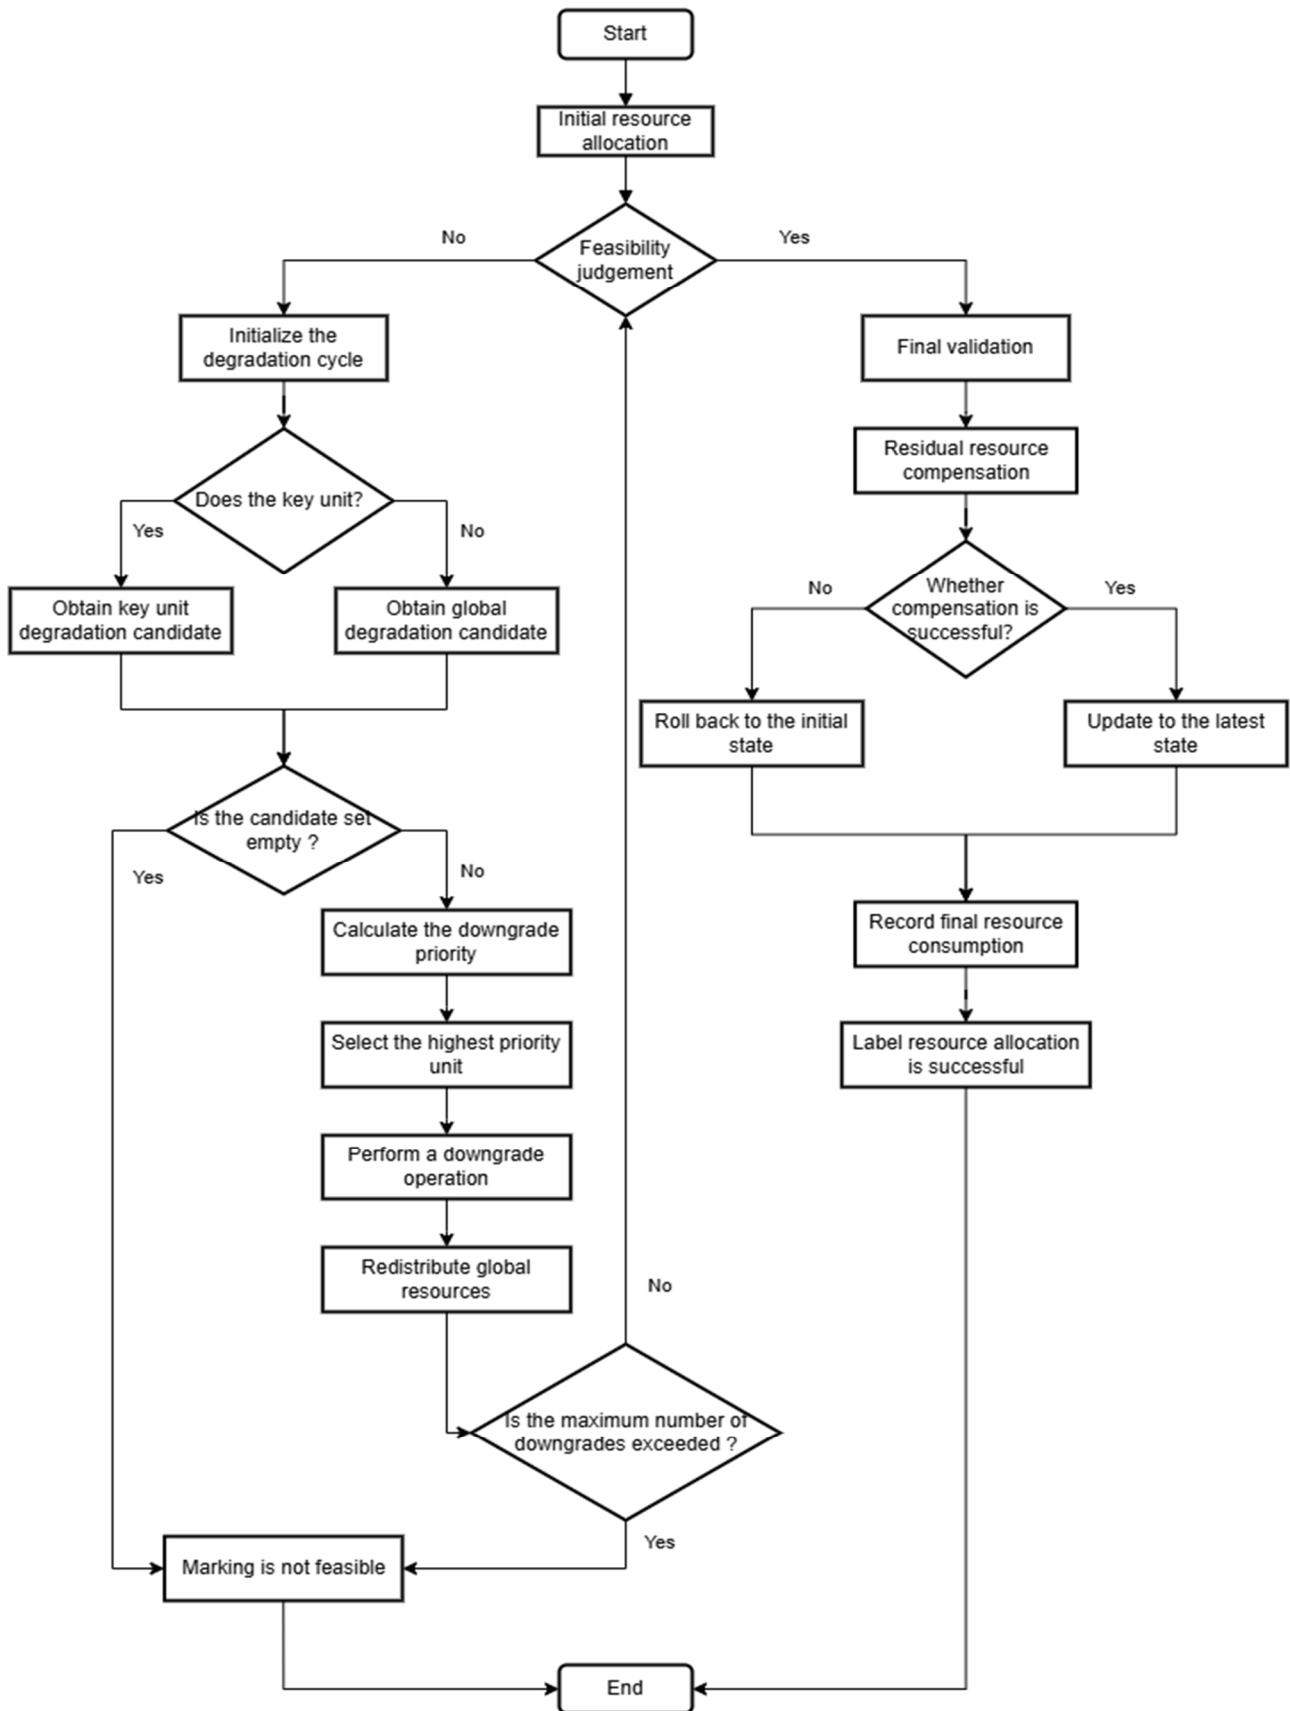 Start
Initial resource
allocation
No
Yes
Feasibility
judgement
Initialize the
degradation cycle
Final validation
Residual resource
compensation
Does the key unit?
Yes
No
Obtain key unit
degradation candidate
Obtain global
degradation candidate
No
Whether
compensation is
successful?
Yes
Roll back to the initial
state
Update to the latest
state
Is the candidate set
empty ?
Yes
No
Calculate the downgrade
priority
Record final resource
consumption
Select the highest priority
unit
Label resource allocation
is successful
Perform a downgrade
operation
Redistribute global
resources
No
Is the maximum number of
downgrades exceeded ?
Yes
Marking is not feasible
End